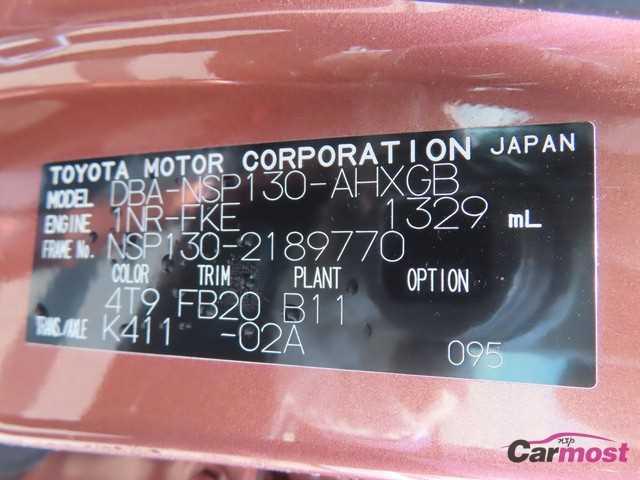 TOYOTA MOTOR CORPORATION JAPAN
MODEL DBA-NSP130-AHXGB
ENGINE 1NR-FKE 1329 mL
FRAME No. NSP130-2189770
COLOR TRIM PLANT OPTION
4T9 FB20 B11
TRANS./AXLE K411 -02A
095
nsp
Carmost